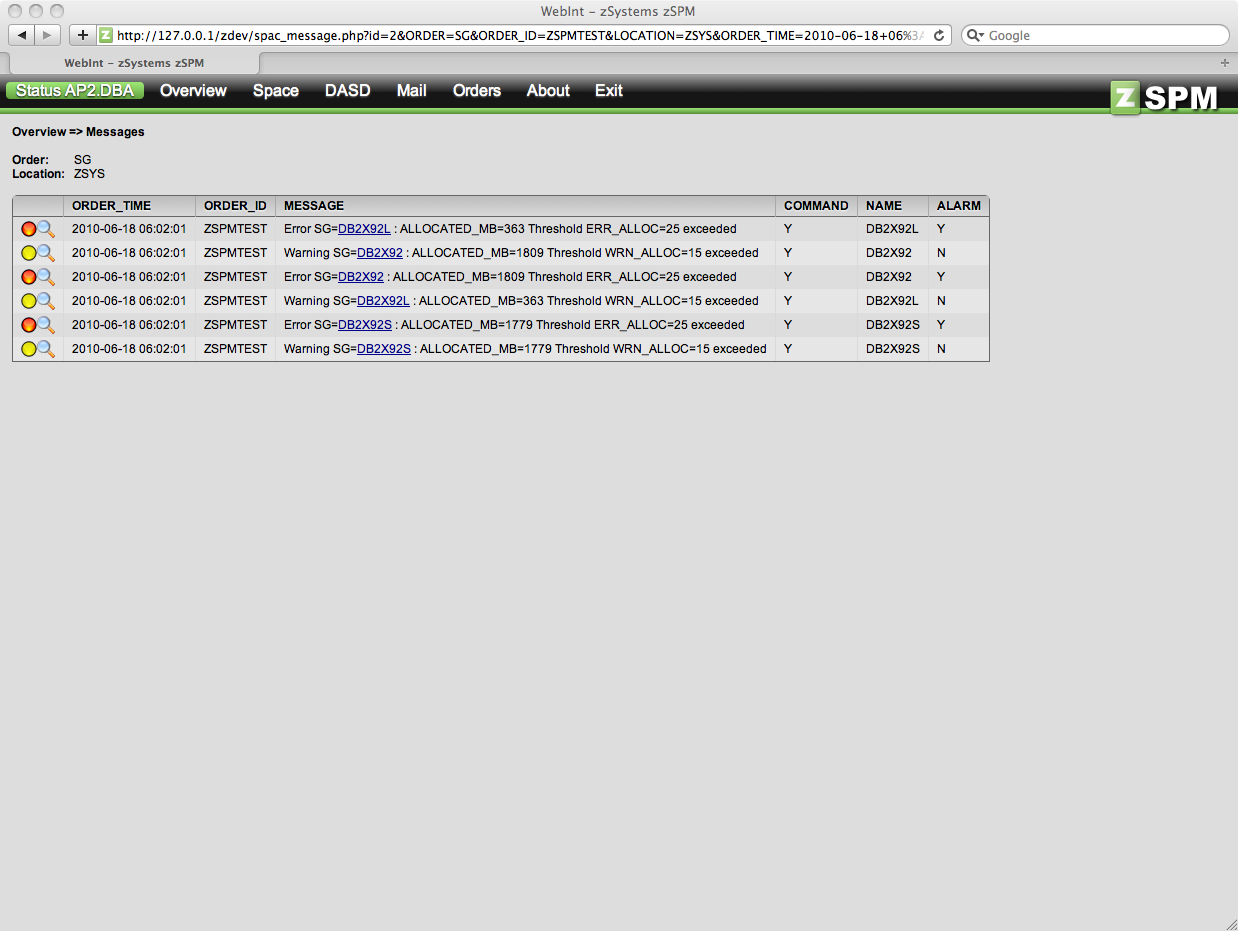 WebInt – zSystems zSPM
http://127.0.0.1/zdev/spac_message.php?id=2&ORDER=SG&ORDER_ID=ZSPMTEST&LOCATION=ZSYS&ORDER_TIME=2010-06-18+06%3A Google
WebInt – zSystems zSPM
Status AP2.DBA Overview Space DASD Mail Orders About Exit z SPM
Overview => Messages
Order: SG
Location: ZSYS
ORDER_TIME ORDER_ID MESSAGE COMMAND NAME ALARM
2010-06-18 06:02:01 ZSPMTEST Error SG=DB2X92L : ALLOCATED_MB=363 Threshold ERR_ALLOC=25 exceeded Y DB2X92L Y
2010-06-18 06:02:01 ZSPMTEST Warning SG=DB2X92 : ALLOCATED_MB=1809 Threshold WRN_ALLOC=15 exceeded Y DB2X92 N
2010-06-18 06:02:01 ZSPMTEST Error SG=DB2X92 : ALLOCATED_MB=1809 Threshold ERR_ALLOC=25 exceeded Y DB2X92 Y
2010-06-18 06:02:01 ZSPMTEST Warning SG=DB2X92L : ALLOCATED_MB=363 Threshold WRN_ALLOC=15 exceeded Y DB2X92L N
2010-06-18 06:02:01 ZSPMTEST Error SG=DB2X92S : ALLOCATED_MB=1779 Threshold ERR_ALLOC=25 exceeded Y DB2X92S Y
2010-06-18 06:02:01 ZSPMTEST Warning SG=DB2X92S : ALLOCATED_MB=1779 Threshold WRN_ALLOC=15 exceeded Y DB2X92S N